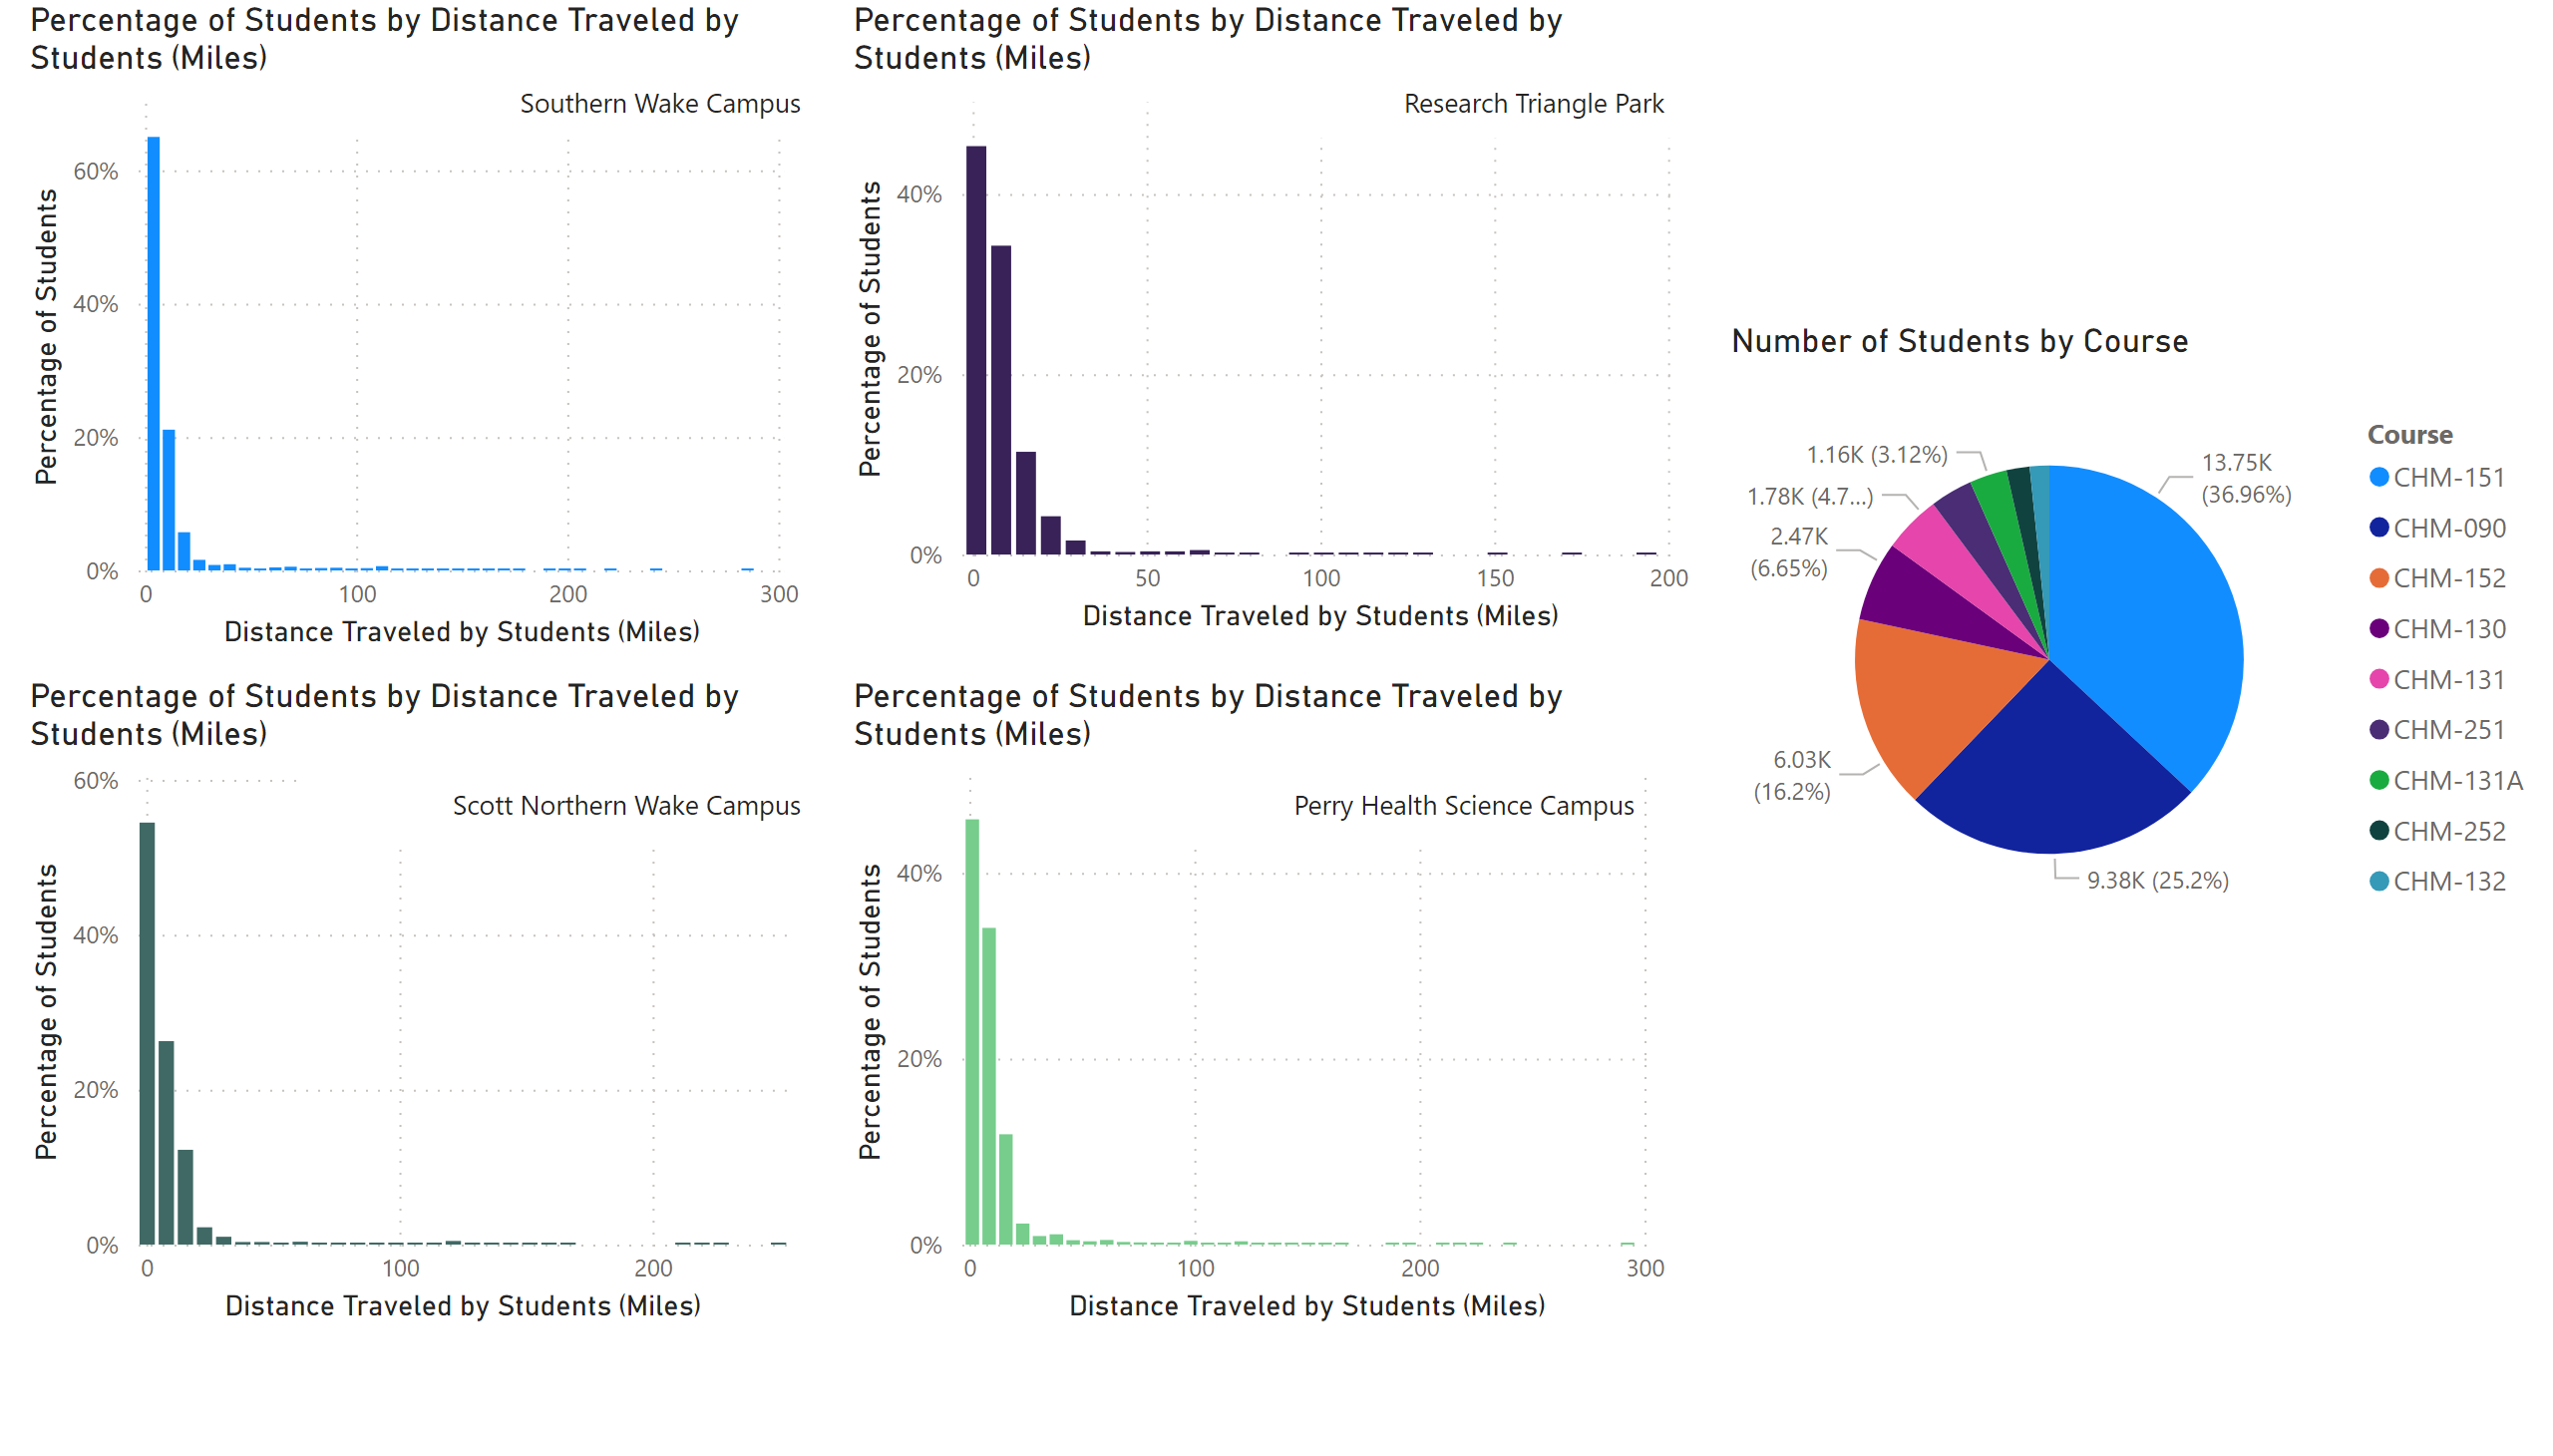 Percentage of Students by Distance Traveled by
Students (Miles)
Southern Wake Campus
Percentage of Students
60%
40%
20%
0%
0
100
200
300
Distance Traveled by Students (Miles)
Percentage of Students by Distance Traveled by
Students (Miles)
Research Triangle Park
Percentage of Students
40%
20%
0%
0
50
100
150
200
Distance Traveled by Students (Miles)
Percentage of Students by Distance Traveled by
Students (Miles)
Scott Northern Wake Campus
Percentage of Students
60%
40%
20%
0%
0
100
200
Distance Traveled by Students (Miles)
Percentage of Students by Distance Traveled by
Students (Miles)
Perry Health Science Campus
Percentage of Students
40%
20%
0%
0
100
200
300
Distance Traveled by Students (Miles)
Number of Students by Course
1.16K (3.12%)
1.78K (4.7...)
2.47K
(6.65%)
6.03K
(16.2%)
13.75K
(36.96%)
9.38K (25.2%)
Course
CHM-151
CHM-090
CHM-152
CHM-130
CHM-131
CHM-251
CHM-131A
CHM-252
CHM-132